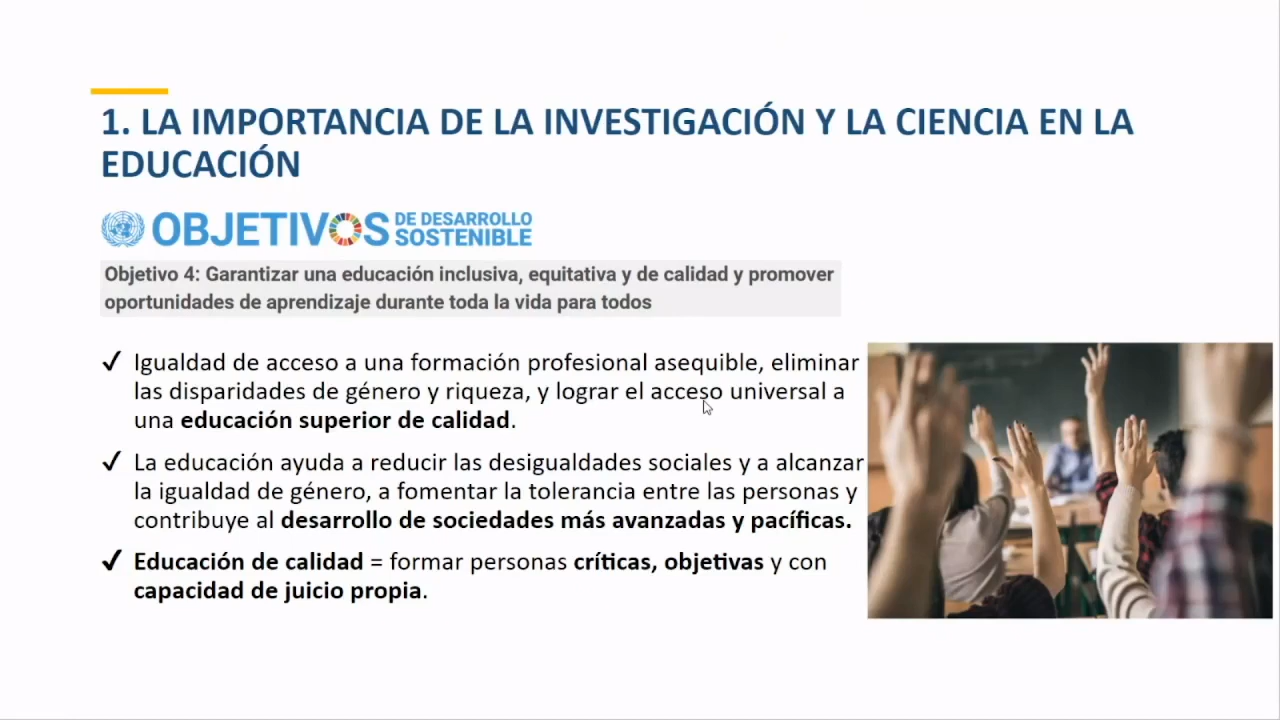 1. LA IMPORTANCIA DE LA INVESTIGACIÓN Y LA CIENCIA EN LA
EDUCACIÓN
OBJETIVOS DE DESARROLLO
SOSTENIBLE
Objetivo 4: Garantizar una educación inclusiva, equitativa y de calidad y promover
oportunidades de aprendizaje durante toda la vida para todos
✓ Igualdad de acceso a una formación profesional asequible, eliminar
las disparidades de género y riqueza, y lograr el acceso universal a
una educación superior de calidad.
✓ La educación ayuda a reducir las desigualdades sociales y a alcanzar
la igualdad de género, a fomentar la tolerancia entre las personas y
contribuye al desarrollo de sociedades más avanzadas y pacíficas.
✓ Educación de calidad = formar personas críticas, objetivas y con
capacidad de juicio propia.